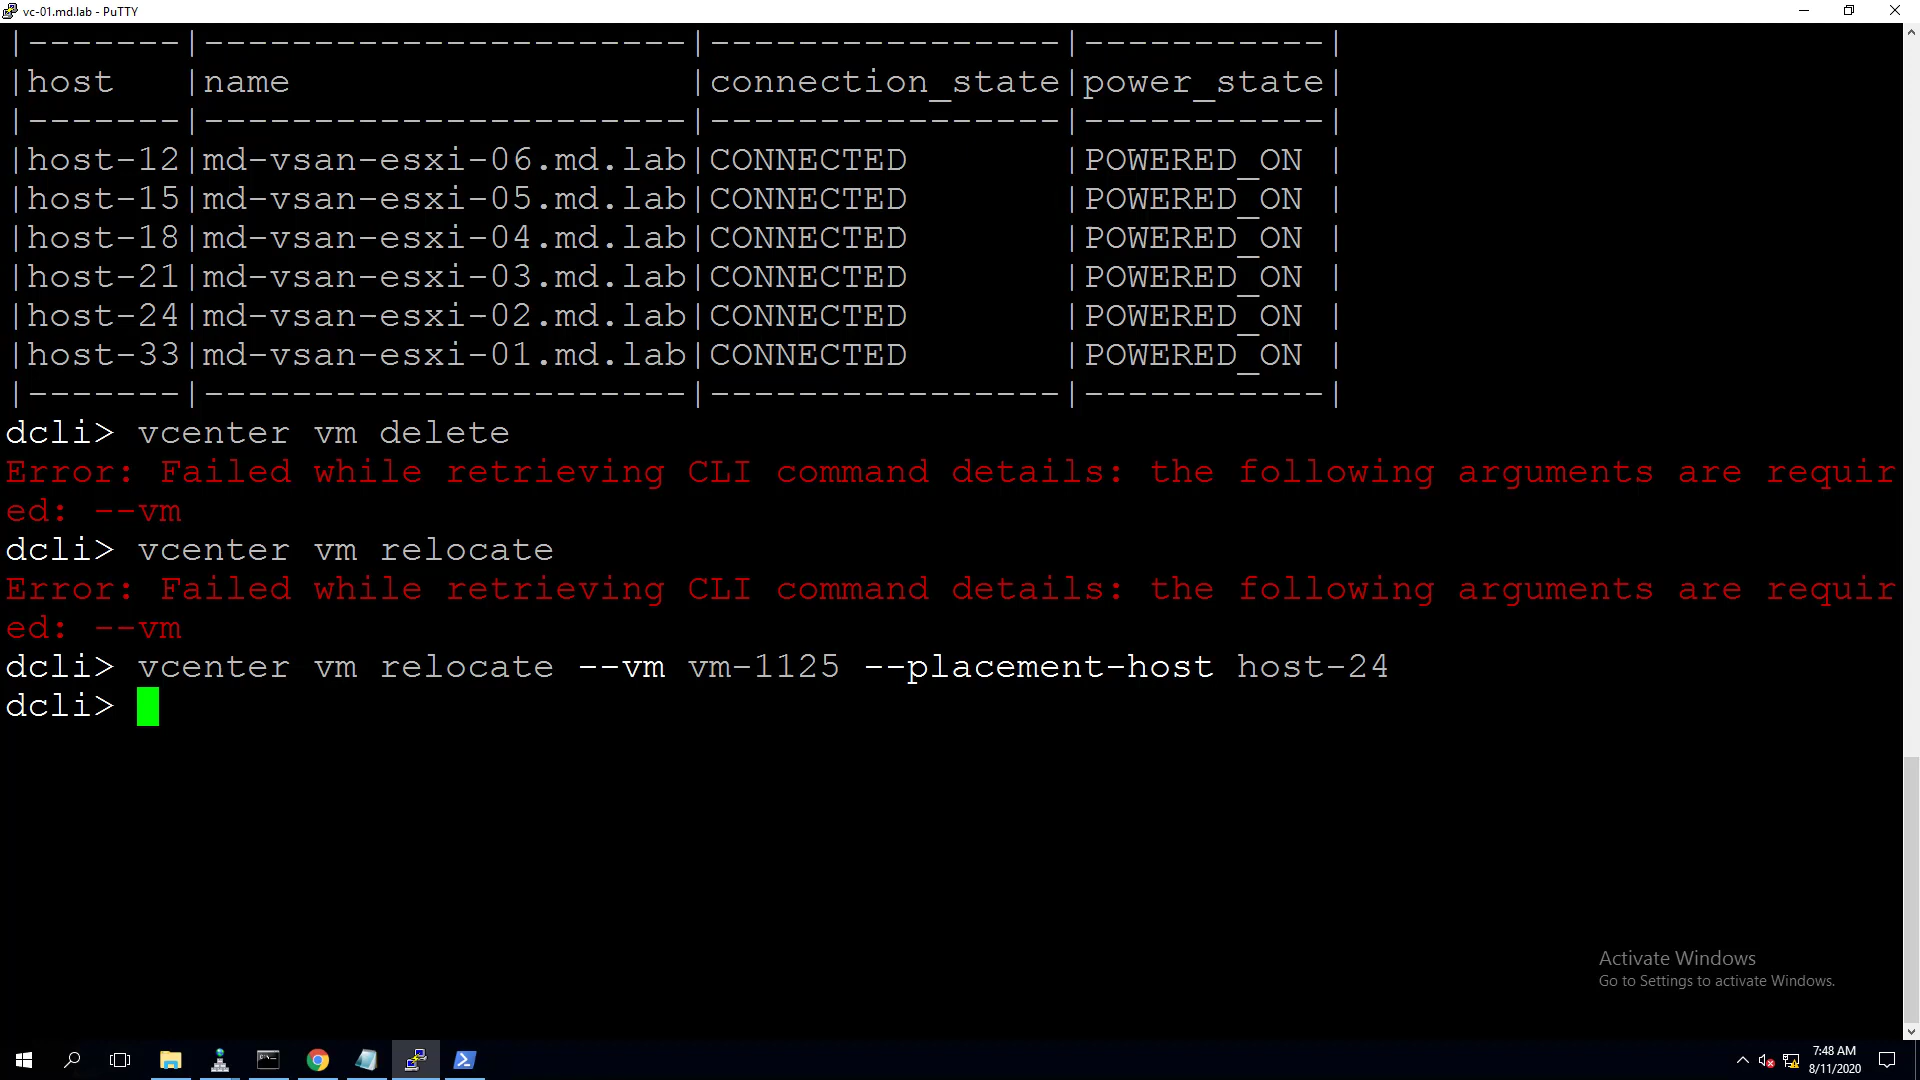 vc-01.md.lab - PuTTY
|-------|----------------------|----------------|-----------|
|host   |name                  |connection_state|power_state|
|-------|----------------------|----------------|-----------|
|host-12|md-vsan-esxi-06.md.lab|CONNECTED       |POWERED_ON |
|host-15|md-vsan-esxi-05.md.lab|CONNECTED       |POWERED_ON |
|host-18|md-vsan-esxi-04.md.lab|CONNECTED       |POWERED_ON |
|host-21|md-vsan-esxi-03.md.lab|CONNECTED       |POWERED_ON |
|host-24|md-vsan-esxi-02.md.lab|CONNECTED       |POWERED_ON |
|host-33|md-vsan-esxi-01.md.lab|CONNECTED       |POWERED_ON |
|-------|----------------------|----------------|-----------|
dcli> vcenter vm delete
Error: Failed while retrieving CLI command details: the following arguments are requir
ed: --vm
dcli> vcenter vm relocate
Error: Failed while retrieving CLI command details: the following arguments are requir
ed: --vm
dcli> vcenter vm relocate --vm vm-1125 --placement-host host-24
dcli>
Activate Windows
Go to Settings to activate Windows.
7:48 AM
8/11/2020